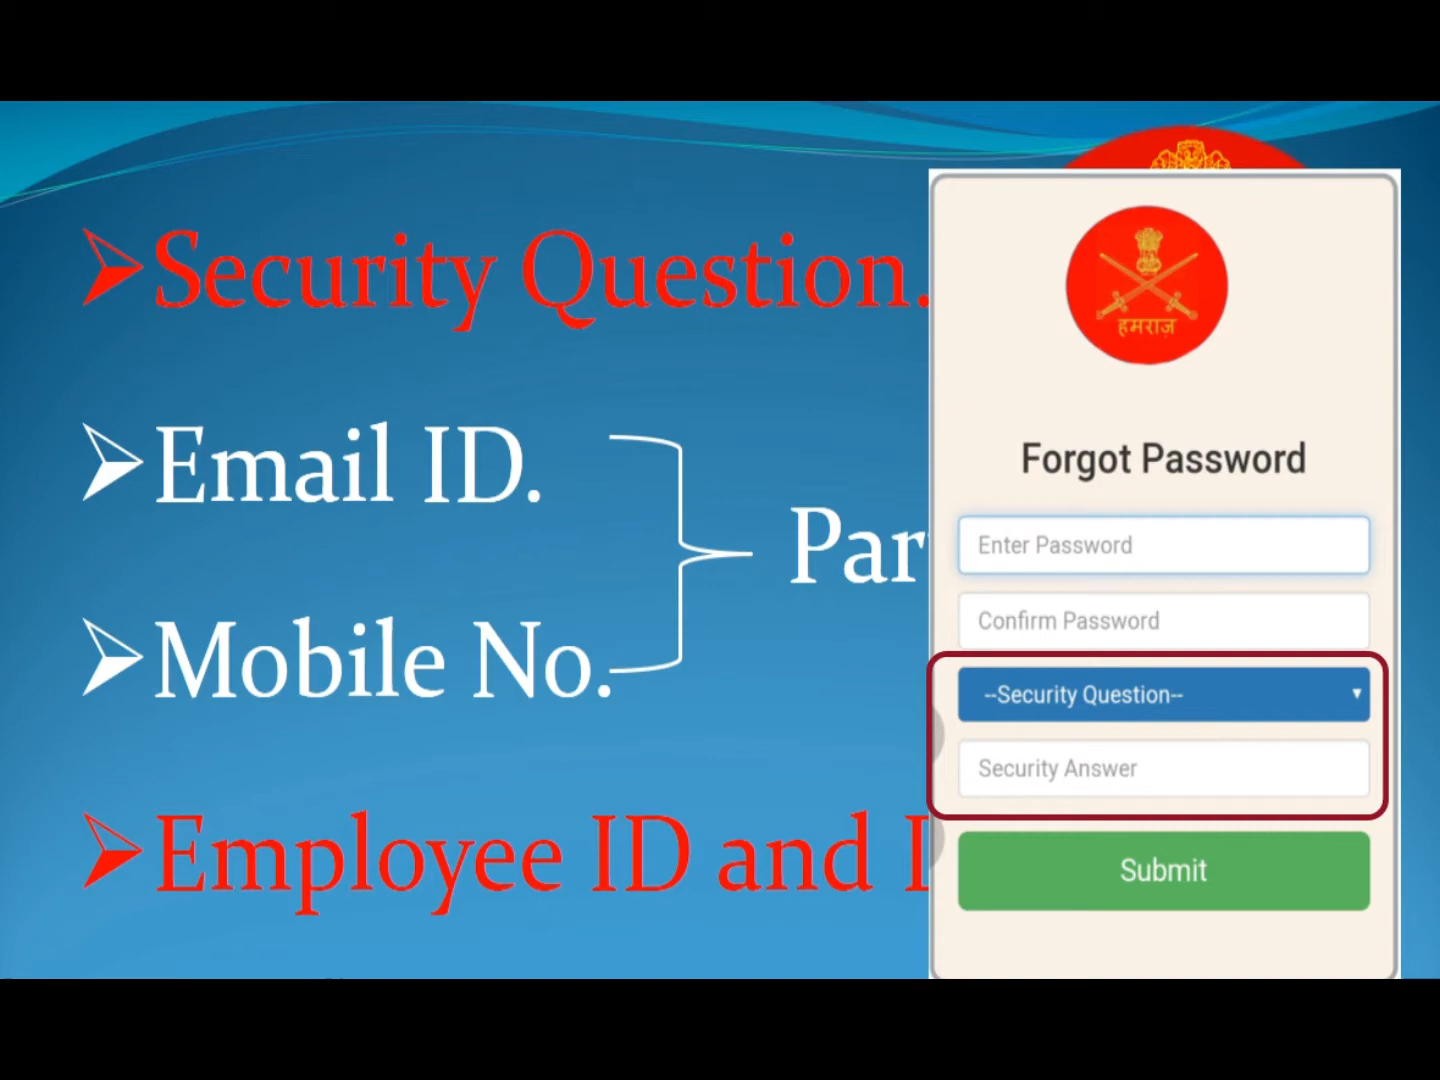 Security Question.
Email ID.
Mobile No.
Employee ID and
हमराज़
Forgot Password
Enter Password
Confirm Password
--Security Question--
Security Answer
Submit